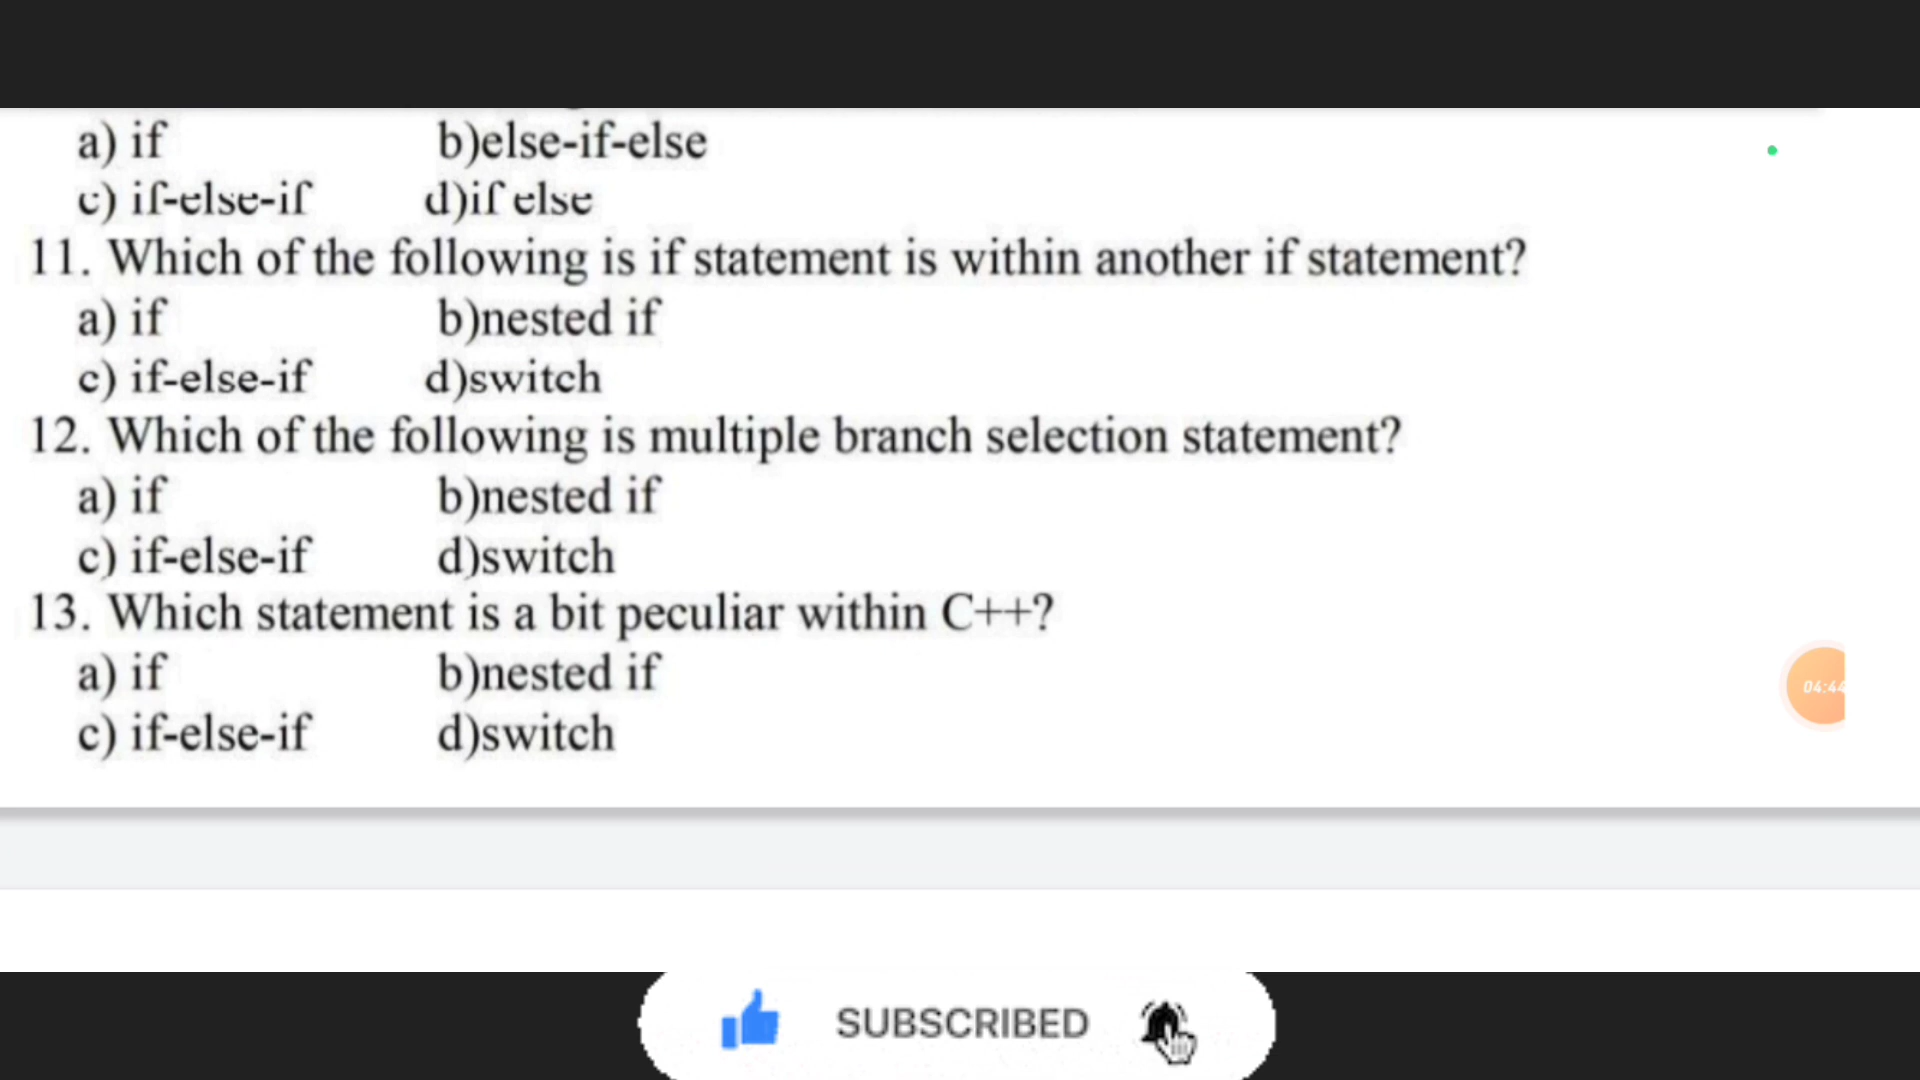 a) if b)else-if-else
c) if-else-if d)if else
11. Which of the following is if statement is within another if statement?
a) if b)nested if
c) if-else-if d)switch
12. Which of the following is multiple branch selection statement?
a) if b)nested if
c) if-else-if d)switch
13. Which statement is a bit peculiar within C++?
a) if b)nested if
04:44
c) if-else-if d)switch
SUBSCRIBED